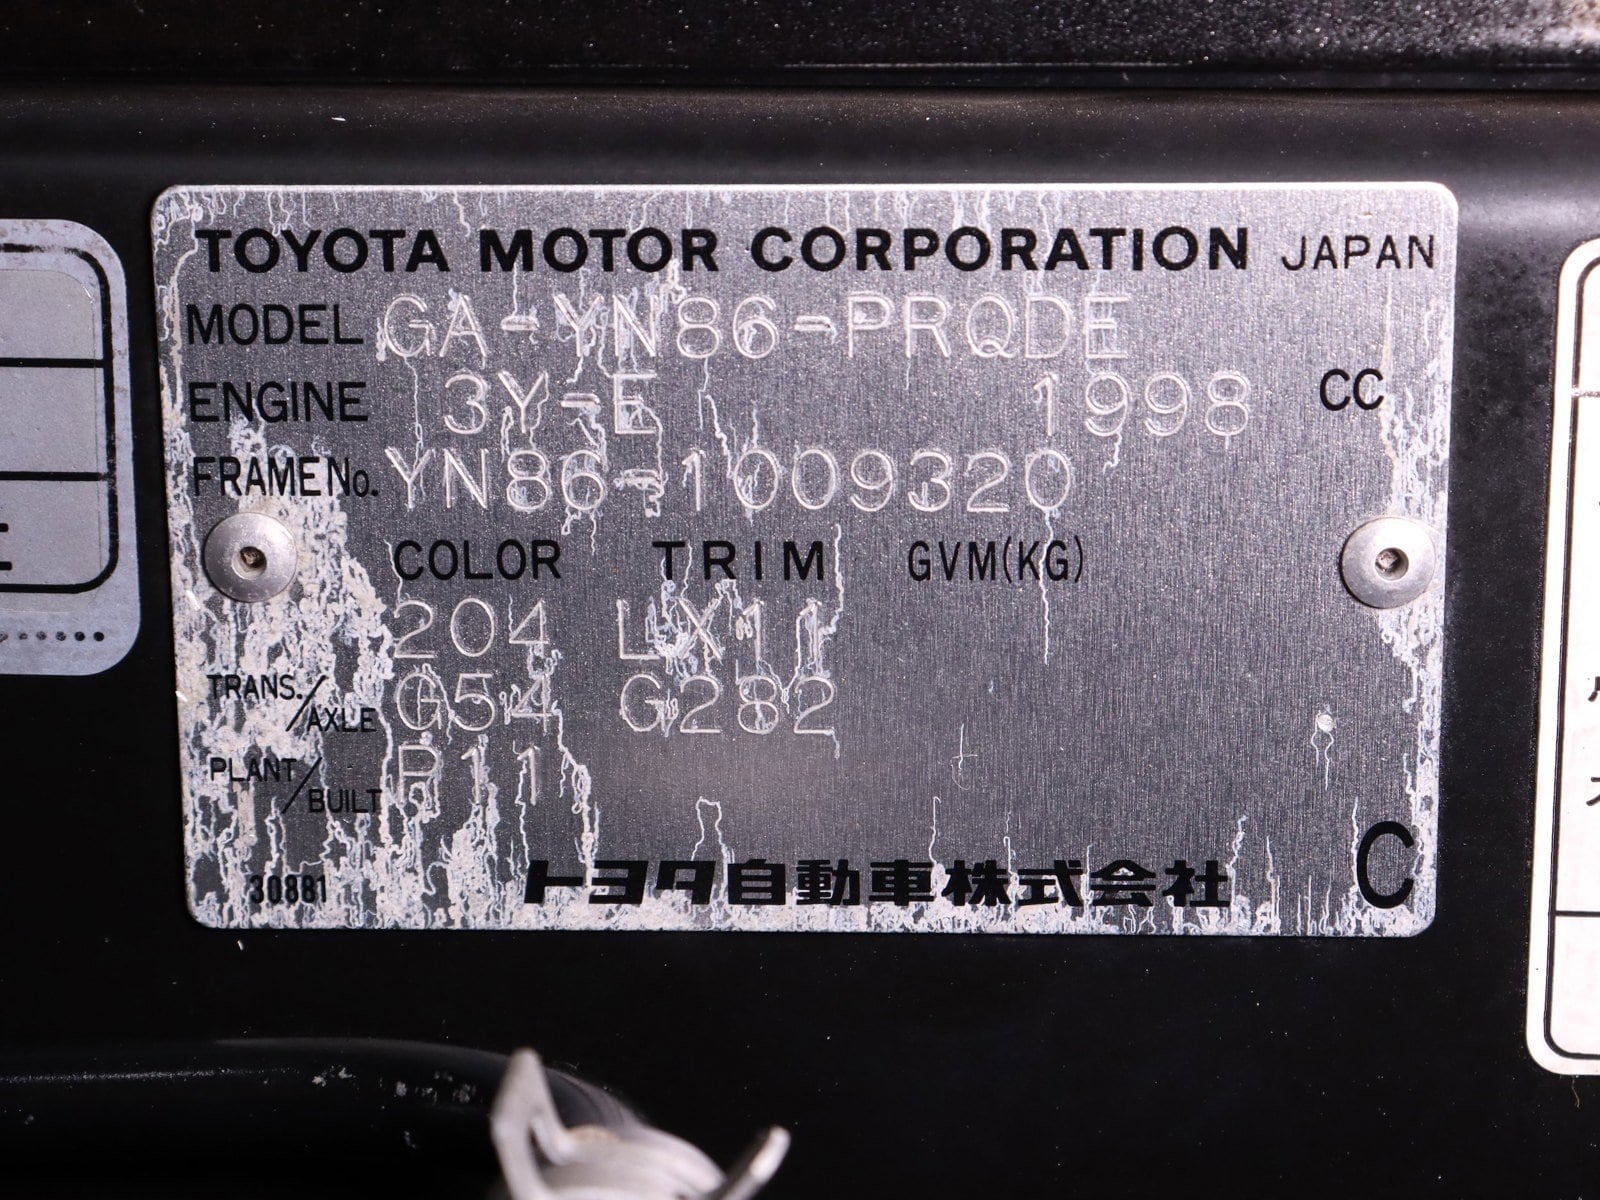 TOYOTA MOTOR CORPORATION JAPAN
MODEL GA-YN86-PRQDE
ENGINE 3Y-E 1998 CC
FRAME No. YN86-1009320
COLOR TRIM GVM(KG)
204 LX11
TRANS./AXLE G54 G282
PLANT/BUILT P11
30881 トヨタ自動車株式会社 C